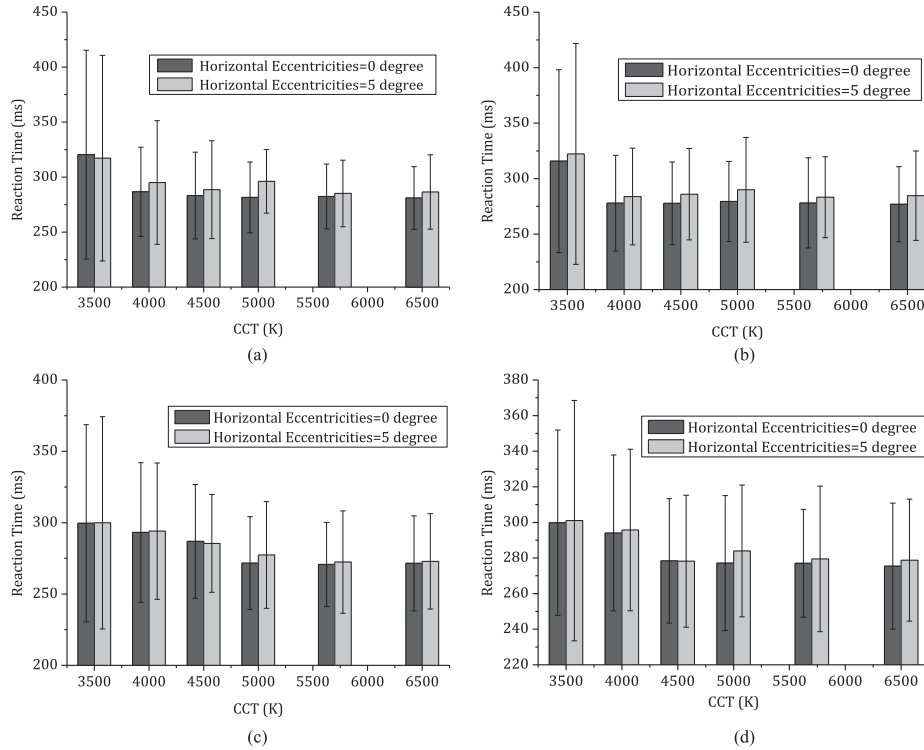 450
400
350
300
250
200
Reaction Time (ms)
Horizontal Eccentricities=0 degree
Horizontal Eccentricities=5 degree
3500 4000 4500 5000 5500 6000 6500
CCT (K)
(a)
450
400
350
300
250
200
Reaction Time (ms)
Horizontal Eccentricities=0 degree
Horizontal Eccentricities=5 degree
3500 4000 4500 5000 5500 6000 6500
CCT (K)
(b)
400
350
300
250
200
Reaction Time (ms)
Horizontal Eccentricities=0 degree
Horizontal Eccentricities=5 degree
3500 4000 4500 5000 5500 6000 6500
CCT (K)
(c)
380
360
340
320
300
280
260
240
220
Reaction Time (ms)
Horizontal Eccentricities=0 degree
Horizontal Eccentricities=5 degree
3500 4000 4500 5000 5500 6000 6500
CCT (K)
(d)